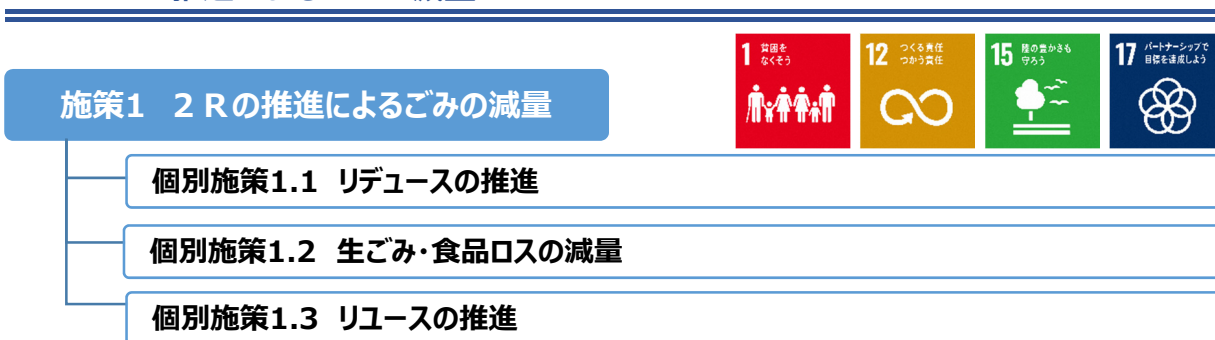 1 貧困を
なくそう
12 つくる責任
つかう責任
15 陸の豊かさも
守ろう
17 パートナーシップで
目標を達成しよう
施策1 2Rの推進によるごみの減量
個別施策1.1 リデュースの推進
個別施策1.2 生ごみ・食品ロスの減量
個別施策1.3 リユースの推進